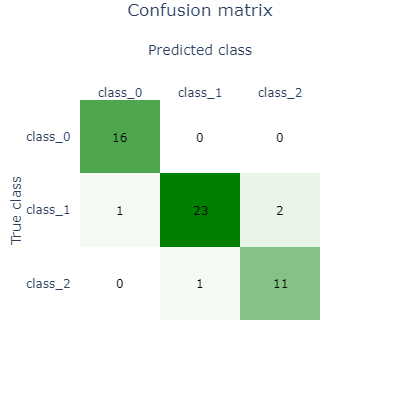 Confusion matrix
Predicted class
class_0 class_1 class_2
True class
class_0 16 0 0
class_1 1 23 2
class_2 0 1 11